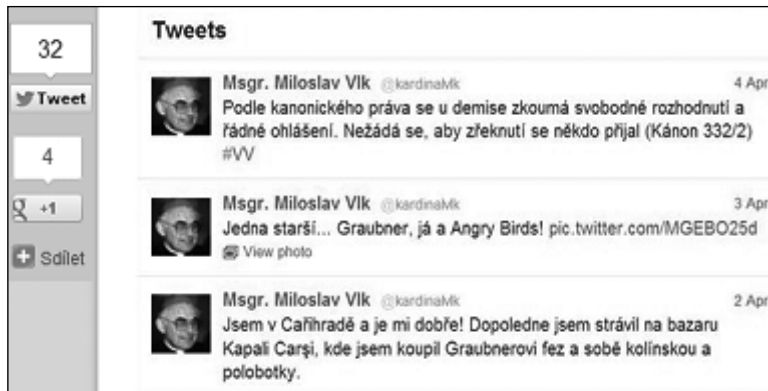 Tweets
32
Tweet
4
+1
Sdílet
Msgr. Miloslav Vlk @kardinalvlk 4 Apr
Podle kanonického práva se u demise zkoumá svobodné rozhodnutí a
řádné ohlášení. Nežádá se, aby zřeknutí se někdo přijal (Kánon 332/2)
#VV
Msgr. Miloslav Vlk 3 Apr
Jedna starší... Graubner, já a Angry Birds! pic.twitter.com/MGEBO25d
View photo
Msgr. Miloslav Vlk 2 Apr
Jsem v Cařihradě a je mi dobře! Dopoledne jsem strávil na bazaru
Kapali Carşi, kde jsem koupil Graubnerovi fez a sobě kolínskou a
polobotky.